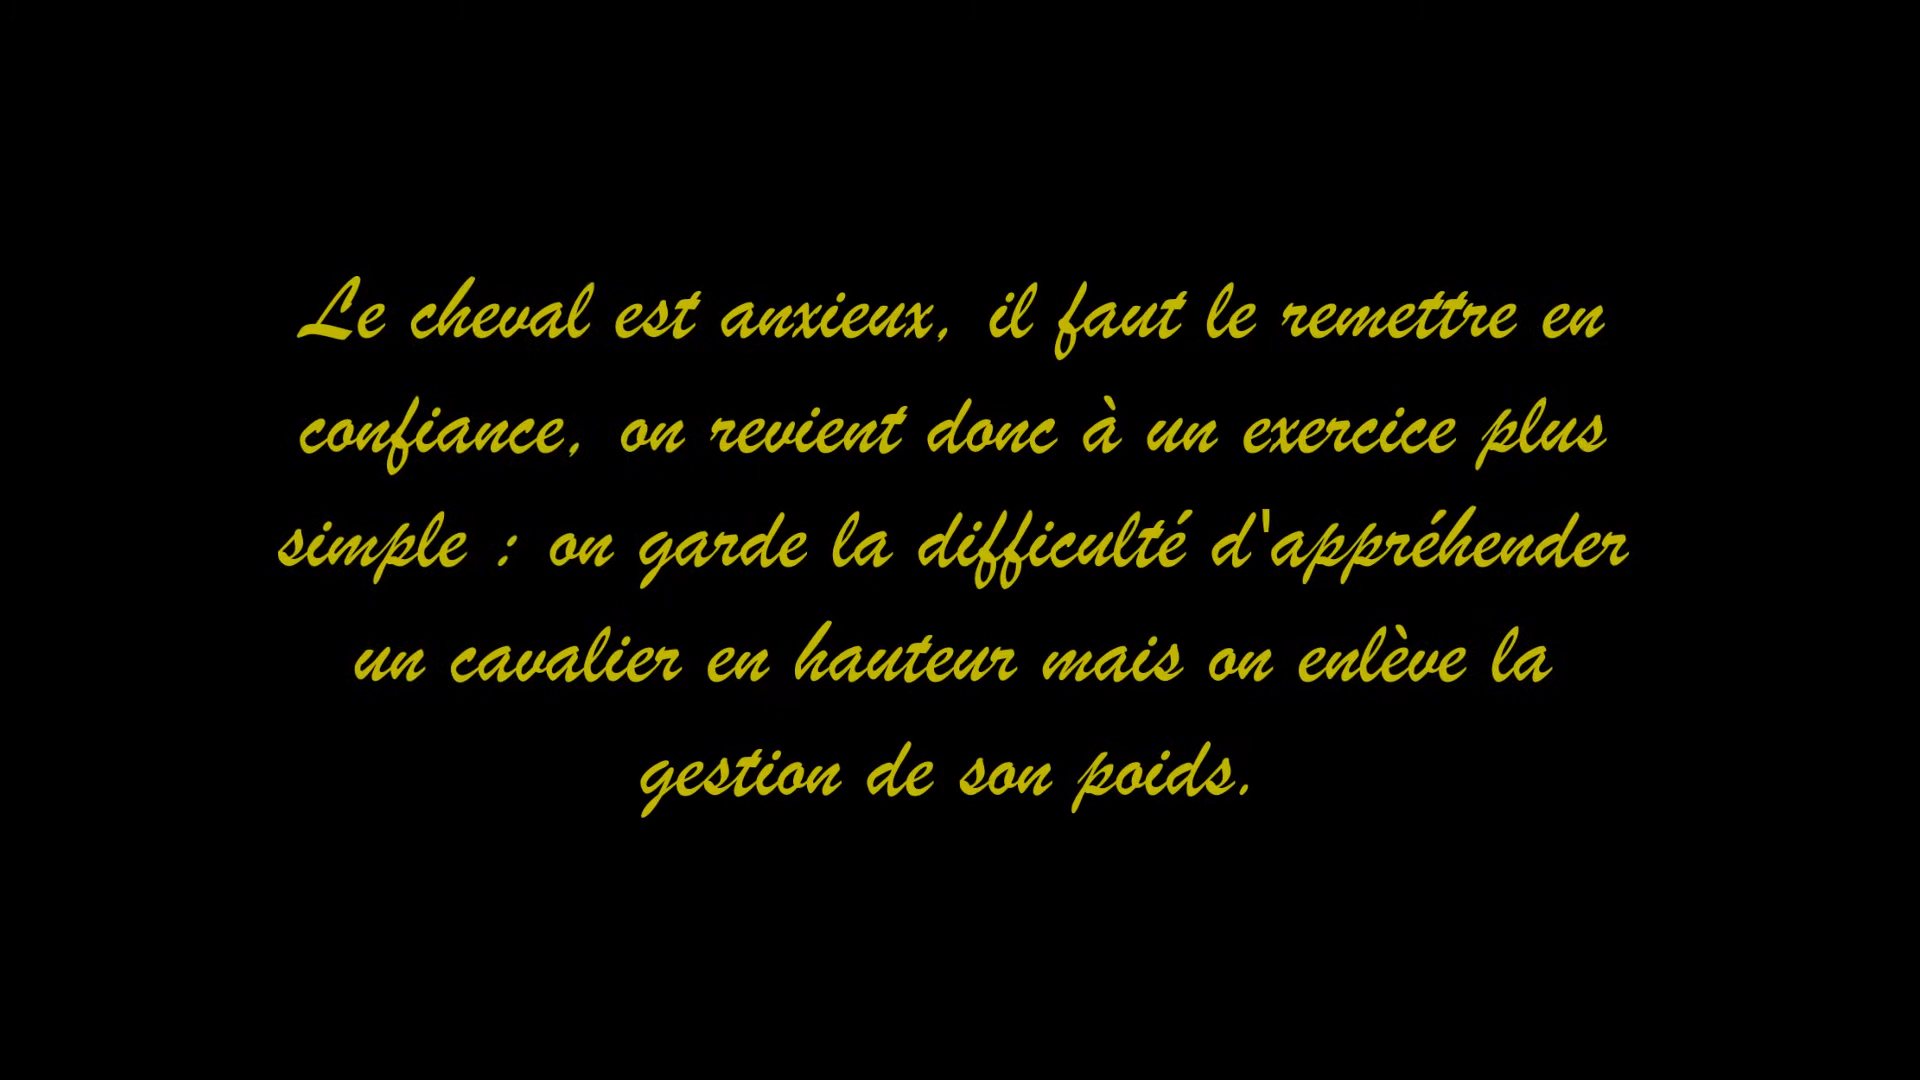 Le cheval est anxieux, il faut le remettre en
confiance, on revient donc à un exercice plus
simple : on garde la difficulté d'appréhender
un cavalier en hauteur mais on enlève la
gestion de son poids.